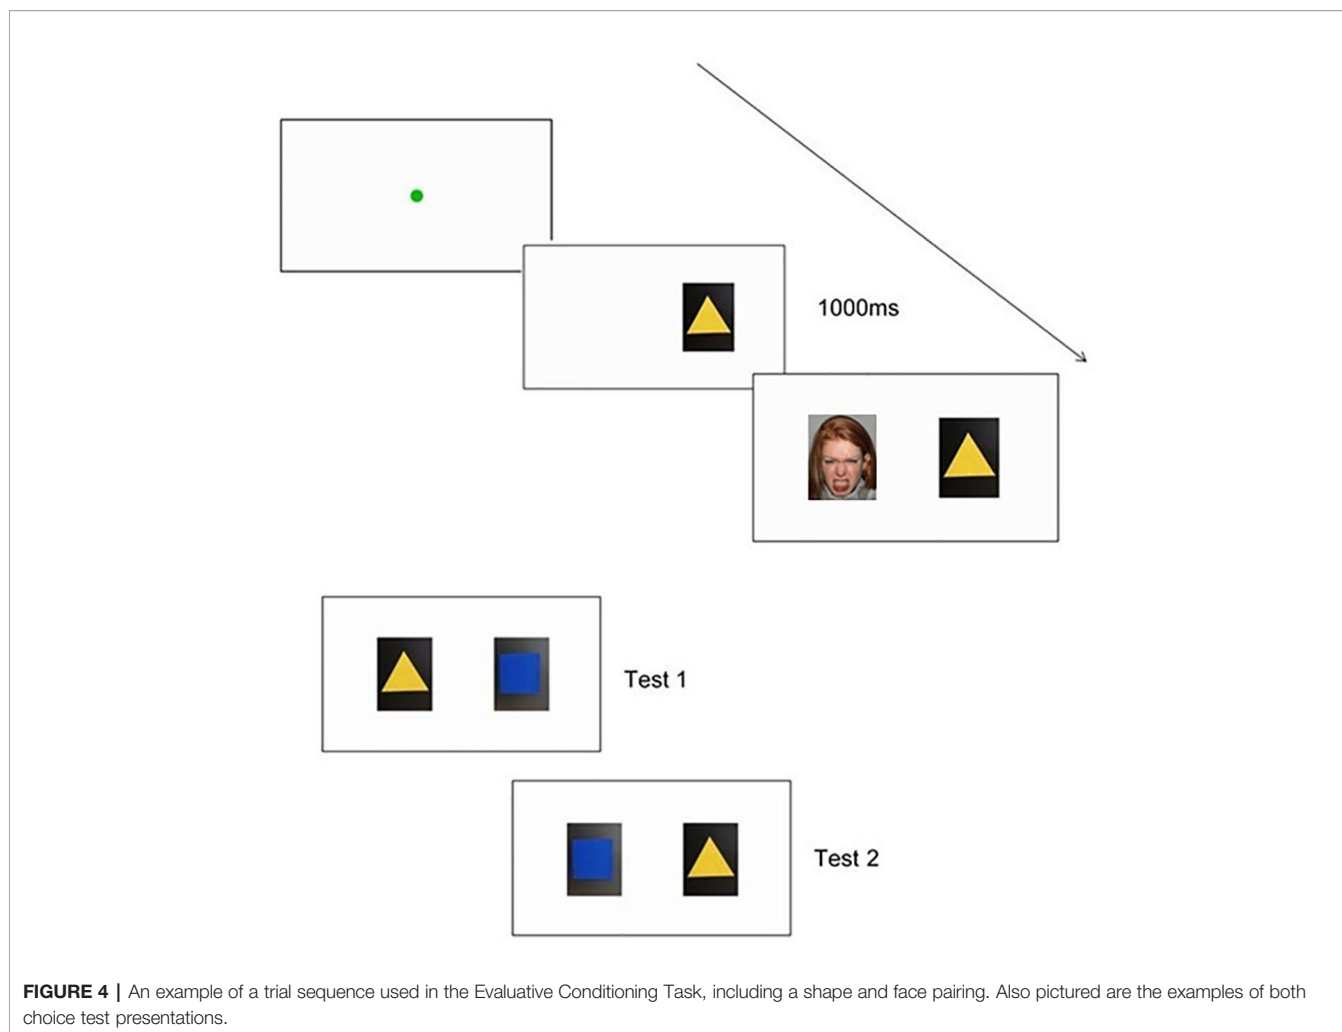 1000ms
Test 1
Test 2
FIGURE 4 | An example of a trial sequence used in the Evaluative Conditioning Task, including a shape and face pairing. Also pictured are the examples of both
choice test presentations.